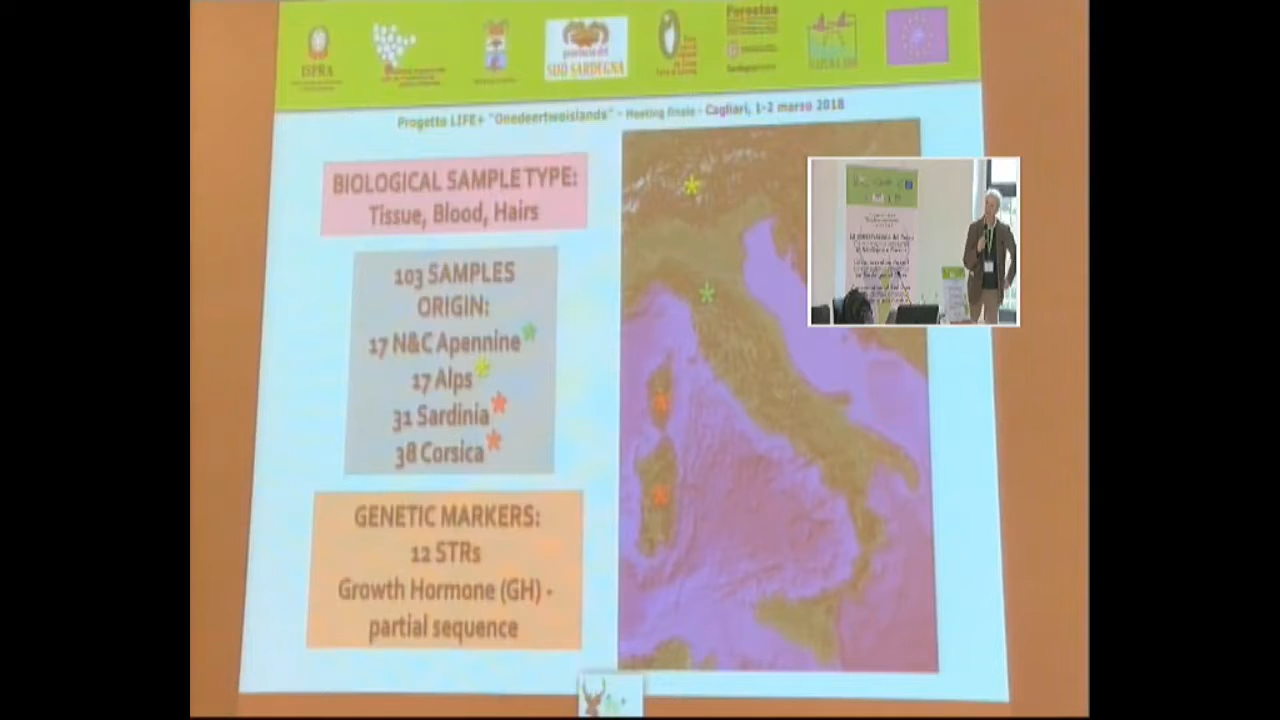 ISPRA
SUD SARDEGNA
Forestas
Progetto LIFE+ "Onedeertwoislands" - Meeting finale - Cagliari, 1-2 marzo 2018
BIOLOGICAL SAMPLE TYPE:
Tissue, Blood, Hairs
103 SAMPLES
ORIGIN:
17 N&C Apennine*
17 Alps*
31 Sardinia*
38 Corsica*
GENETIC MARKERS:
12 STRs
Growth Hormone (GH) -
partial sequence